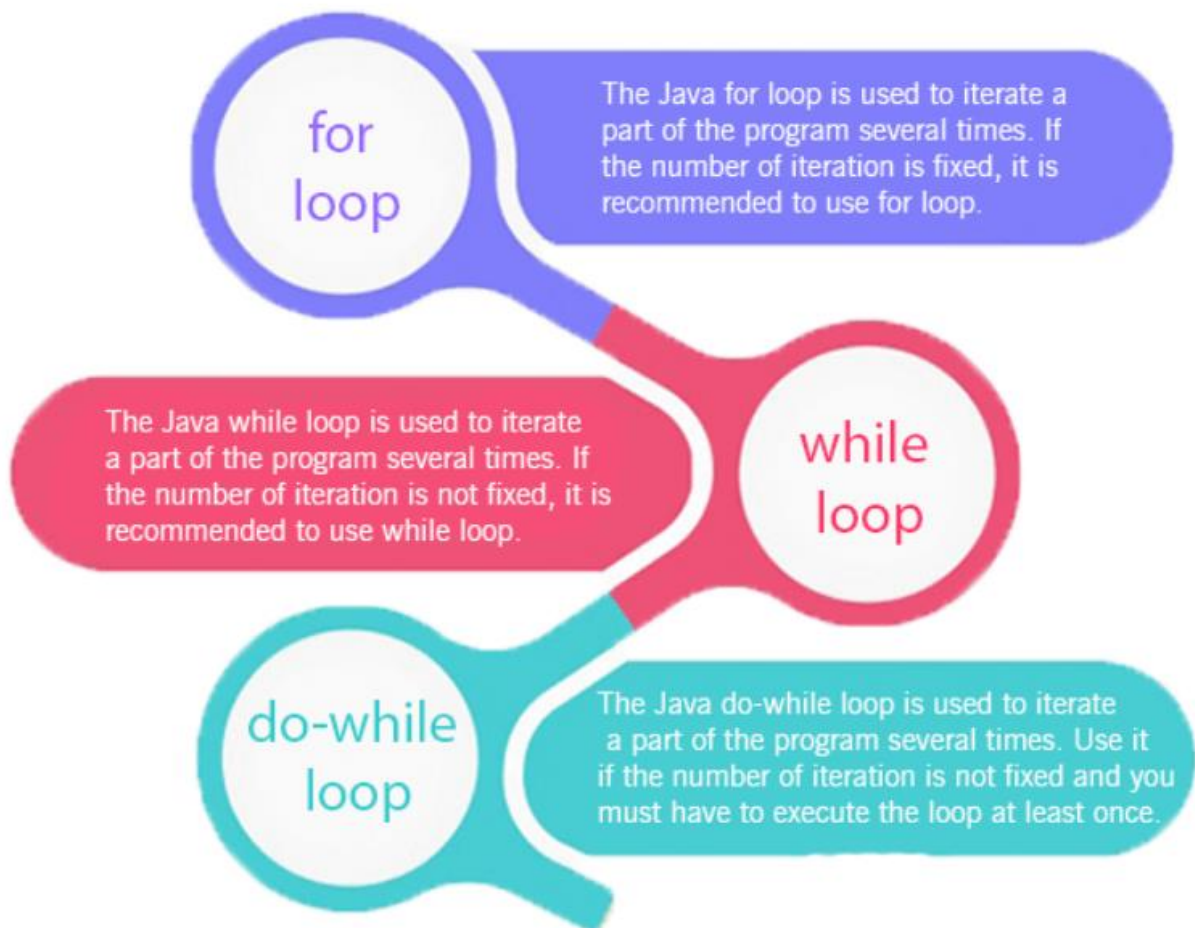 for
loop
The Java for loop is used to iterate a
part of the program several times. If
the number of iteration is fixed, it is
recommended to use for loop.
The Java while loop is used to iterate
a part of the program several times. If
the number of iteration is not fixed, it is
recommended to use while loop.
while
loop
do-while
loop
The Java do-while loop is used to iterate
a part of the program several times. Use it
if the number of iteration is not fixed and you
must have to execute the loop at least once.